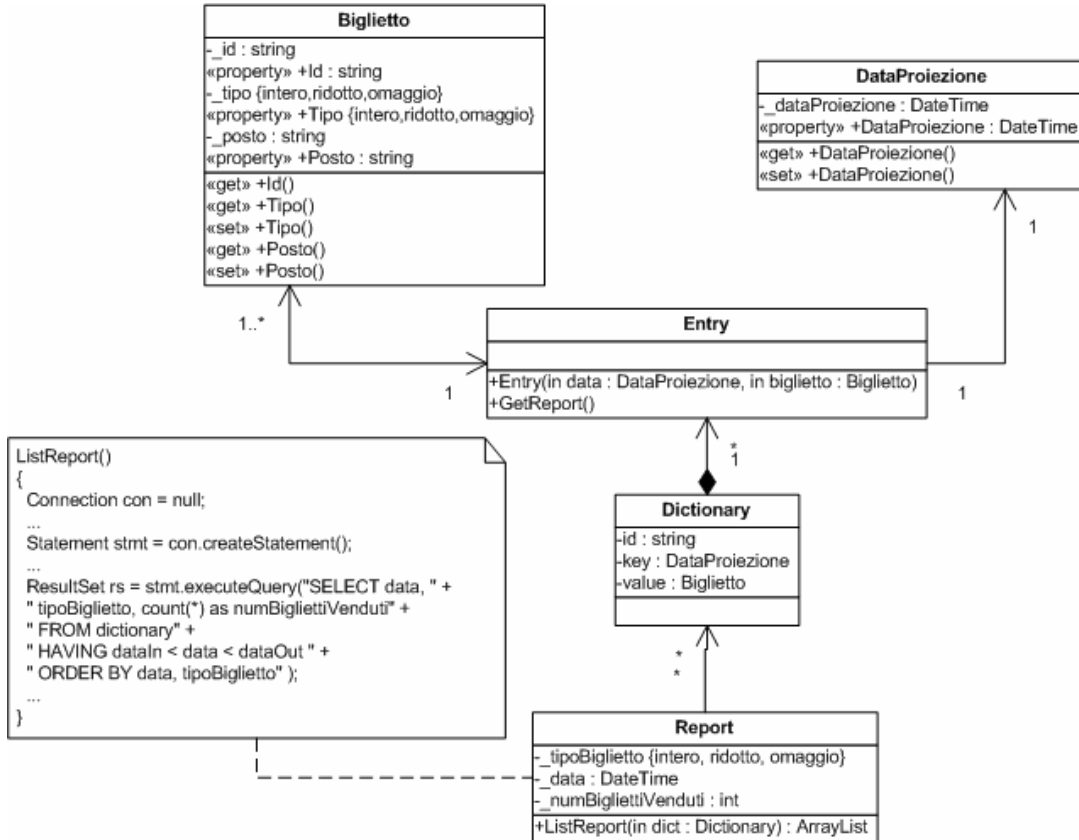 Biglietto
-_id : string
«property» +Id : string
-_tipo {intero,ridotto,omaggio}
«property» +Tipo {intero,ridotto,omaggio}
-_posto : string
«property» +Posto : string
«get» +Id()
«get» +Tipo()
«set» +Tipo()
«get» +Posto()
«set» +Posto()
DataProiezione
-_dataProiezione : DateTime
«property» +DataProiezione : DateTime
«get» +DataProiezione()
«set» +DataProiezione()
1
1..*
1
Entry
+Entry(in data : DataProiezione, in biglietto : Biglietto)
+GetReport()
1
*
1
ListReport()
{
Connection con = null;
...
Statement stmt = con.createStatement();
...
ResultSet rs = stmt.executeQuery("SELECT data, " +
" tipoBiglietto, count(*) as numBigliettiVenduti" +
" FROM dictionary" +
" HAVING dataIn < data < dataOut " +
" ORDER BY data, tipoBiglietto" );
...
}
Dictionary
-id : string
-key : DataProiezione
-value : Biglietto
*
*
Report
-_tipoBiglietto {intero, ridotto, omaggio}
-_data : DateTime
-_numBigliettiVenduti : int
+ListReport(in dict : Dictionary) : ArrayList